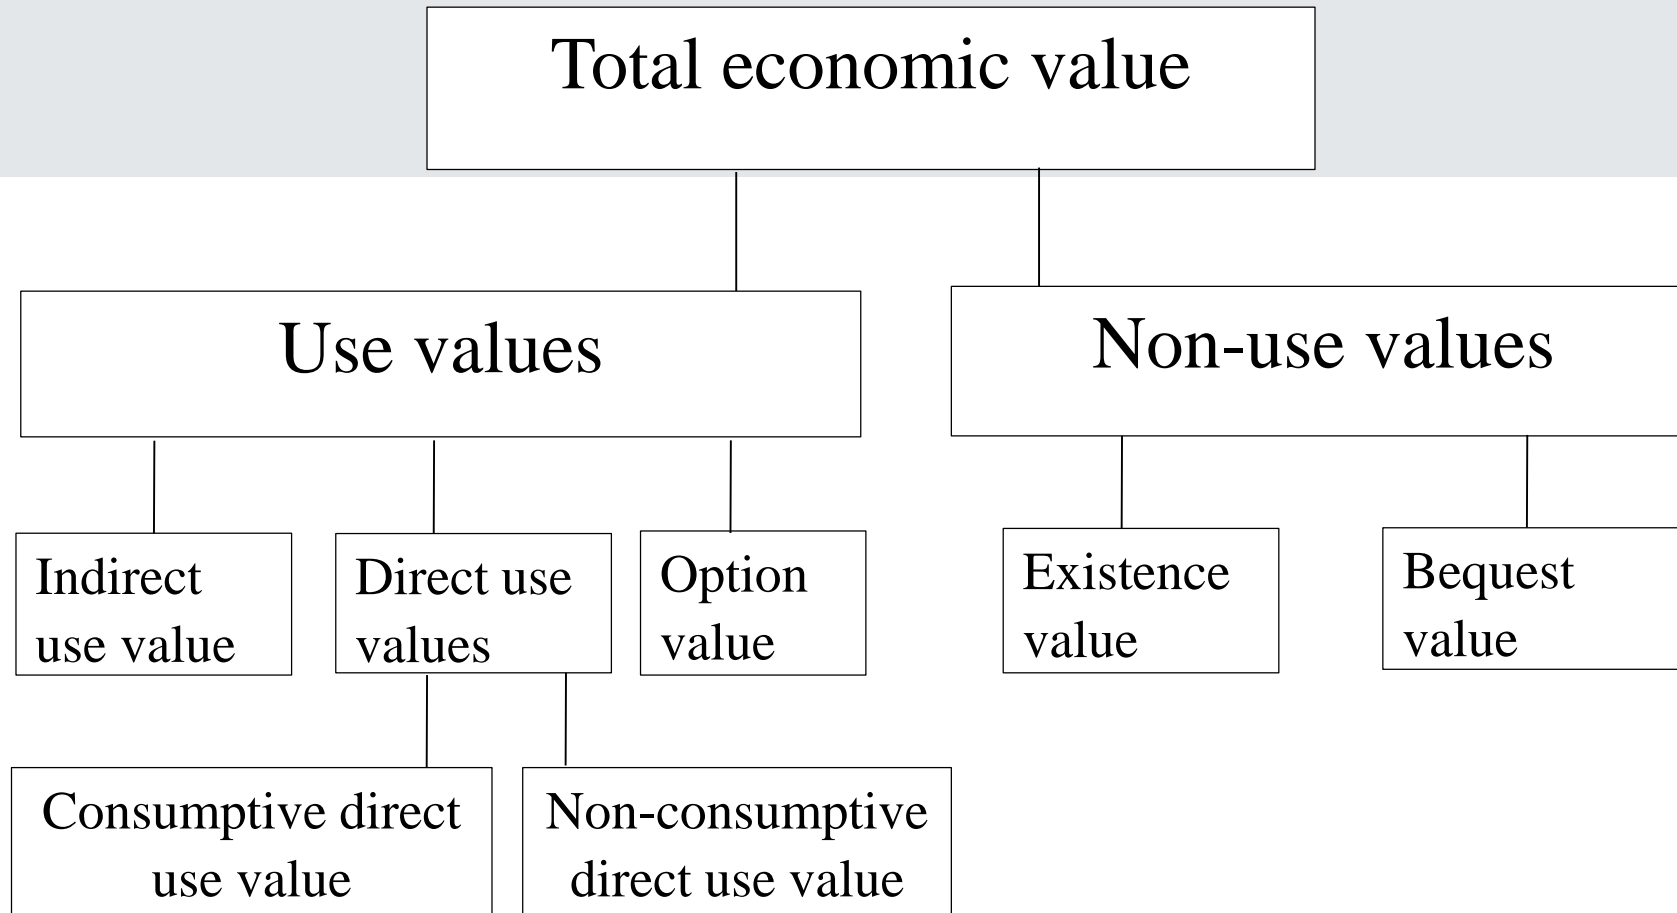 Total economic value
Use values
Non-use values
Indirect
use value
Direct use
values
Option
value
Existence
value
Bequest
value
Consumptive direct
use value
Non-consumptive
direct use value